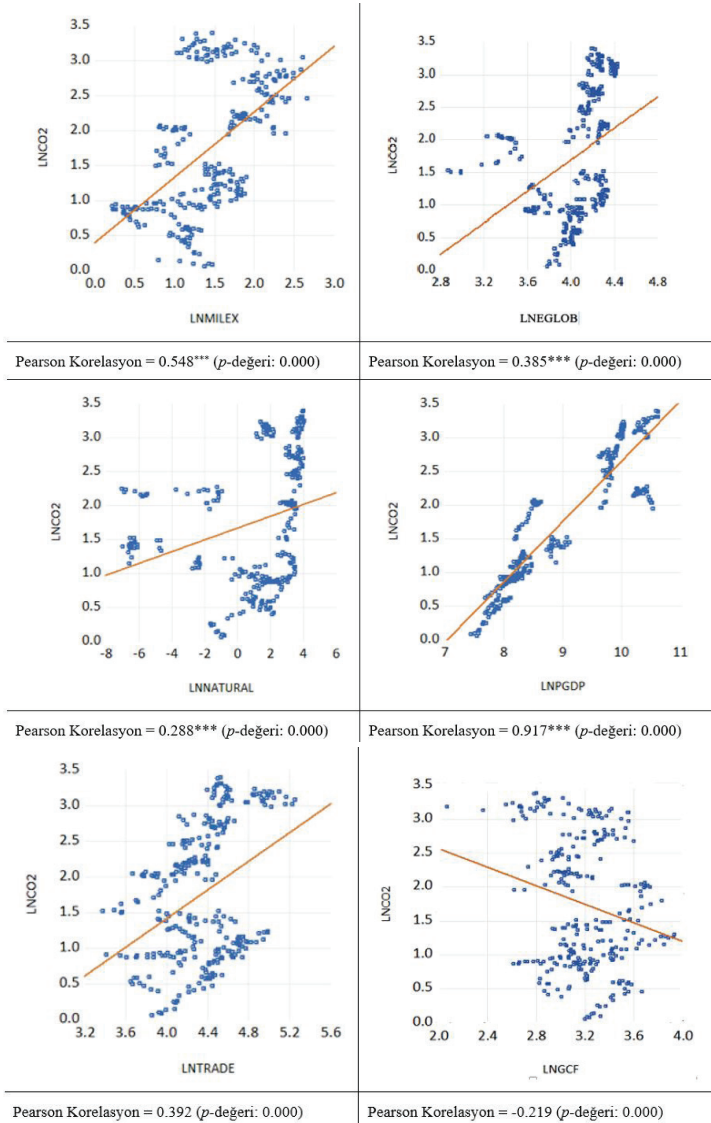 3.5
3.0
2.5
2.0
1.5
1.0
0.5
0.0
LNCO2
0.0 0.5 1.0 1.5 2.0 2.5 3.0
LNMILEX
Pearson Korelasyon = 0.548*** (p-değeri: 0.000)
3.5
3.0
2.5
2.0
1.5
1.0
0.5
0.0
LNCO2
2.8 3.2 3.6 4.0 4.4 4.8
LNEGLOB
Pearson Korelasyon = 0.385*** (p-değeri: 0.000)
3.5
3.0
2.5
2.0
1.5
1.0
0.5
0.0
LNCO2
-8 -6 -4 -2 0 2 4 6
LNNATURAL
Pearson Korelasyon = 0.288*** (p-değeri: 0.000)
3.5
3.0
2.5
2.0
1.5
1.0
0.5
0.0
LNCO2
7 8 9 10 11
LNPGDP
Pearson Korelasyon = 0.917*** (p-değeri: 0.000)
3.5
3.0
2.5
2.0
1.5
1.0
0.5
0.0
LNCO2
3.2 3.6 4.0 4.4 4.8 5.2 5.6
LNTRADE
Pearson Korelasyon = 0.392 (p-değeri: 0.000)
3.5
3.0
2.5
2.0
1.5
1.0
0.5
0.0
LNCO2
2.0 2.4 2.8 3.2 3.6 4.0
LNGCF
Pearson Korelasyon = -0.219 (p-değeri: 0.000)